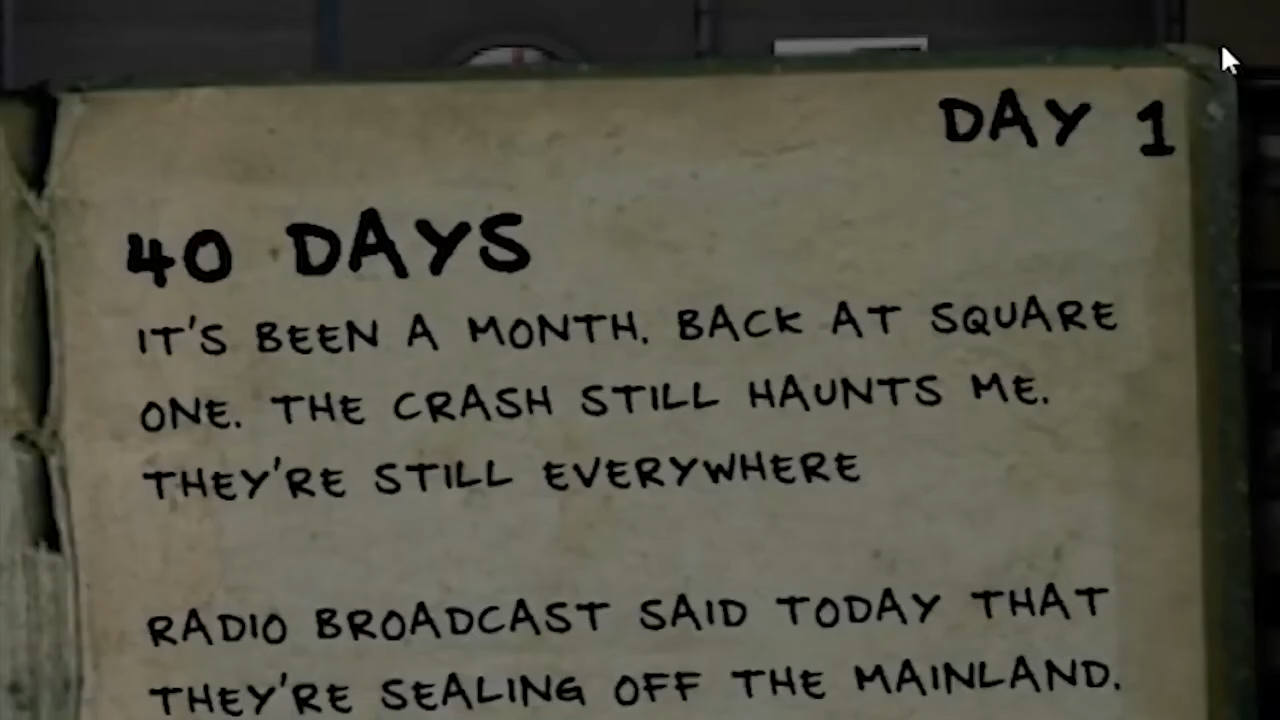 DAY 1
40 DAYS
IT'S BEEN A MONTH. BACK AT SQUARE
ONE. THE CRASH STILL HAUNTS ME.
THEY'RE STILL EVERYWHERE
RADIO BROADCAST SAID TODAY THAT
THEY'RE SEALING OFF THE MAINLAND.